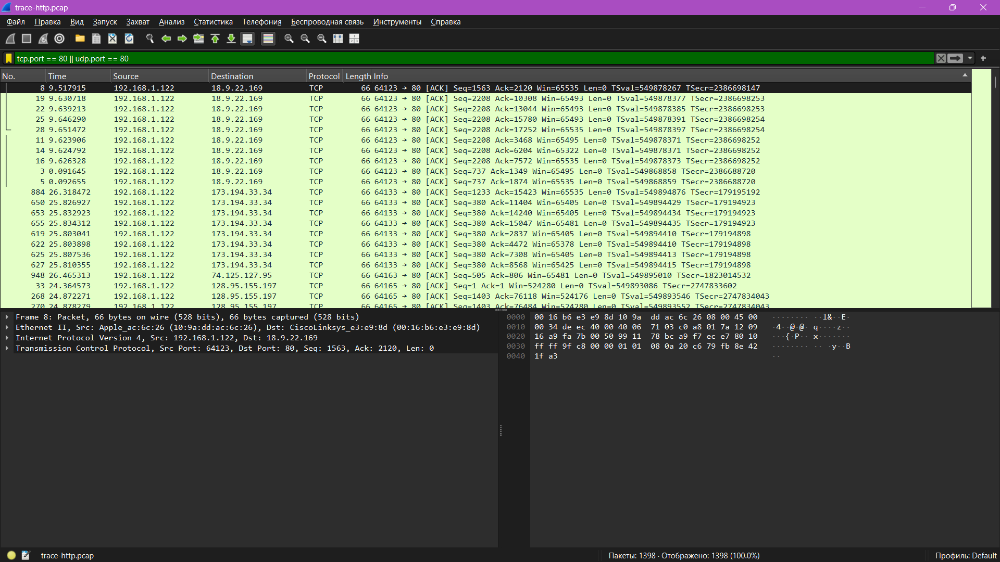 trace-http.pcap
Файл Правка Вид Запуск Захват Анализ Статистика Телефония Беспроводная связь Инструменты Справка
tcp.port == 80 || udp.port == 80
No. Time Source Destination Protocol Length Info
8 9.517915 192.168.1.122 18.9.22.169 TCP 66 64123 → 80 [ACK] Seq=1563 Ack=2120 Win=65535 Len=0 TSval=549878267 TSecr=2386698147
19 9.630718 192.168.1.122 18.9.22.169 TCP 66 64123 → 80 [ACK] Seq=2208 Ack=10308 Win=65493 Len=0 TSval=549878377 TSecr=2386698253
22 9.639213 192.168.1.122 18.9.22.169 TCP 66 64123 → 80 [ACK] Seq=2208 Ack=13044 Win=65493 Len=0 TSval=549878385 TSecr=2386698253
25 9.646290 192.168.1.122 18.9.22.169 TCP 66 64123 → 80 [ACK] Seq=2208 Ack=15780 Win=65493 Len=0 TSval=549878391 TSecr=2386698254
28 9.651472 192.168.1.122 18.9.22.169 TCP 66 64123 → 80 [ACK] Seq=2208 Ack=17252 Win=65535 Len=0 TSval=549878397 TSecr=2386698254
11 9.623906 192.168.1.122 18.9.22.169 TCP 66 64123 → 80 [ACK] Seq=2208 Ack=3468 Win=65495 Len=0 TSval=549878371 TSecr=2386698252
14 9.624792 192.168.1.122 18.9.22.169 TCP 66 64123 → 80 [ACK] Seq=2208 Ack=6204 Win=65322 Len=0 TSval=549878371 TSecr=2386698252
16 9.626328 192.168.1.122 18.9.22.169 TCP 66 64123 → 80 [ACK] Seq=2208 Ack=7572 Win=65535 Len=0 TSval=549878373 TSecr=2386698252
3 0.091645 192.168.1.122 18.9.22.169 TCP 66 64123 → 80 [ACK] Seq=737 Ack=1349 Win=65495 Len=0 TSval=549868858 TSecr=2386688720
5 0.092655 192.168.1.122 18.9.22.169 TCP 66 64123 → 80 [ACK] Seq=737 Ack=1874 Win=65535 Len=0 TSval=549868859 TSecr=2386688720
884 26.318472 192.168.1.122 173.194.33.34 TCP 66 64133 → 80 [ACK] Seq=1233 Ack=15423 Win=65535 Len=0 TSval=549894876 TSecr=179195192
650 25.826927 192.168.1.122 173.194.33.34 TCP 66 64133 → 80 [ACK] Seq=380 Ack=11404 Win=65405 Len=0 TSval=549894429 TSecr=179194923
653 25.832923 192.168.1.122 173.194.33.34 TCP 66 64133 → 80 [ACK] Seq=380 Ack=14240 Win=65405 Len=0 TSval=549894434 TSecr=179194923
655 25.834312 192.168.1.122 173.194.33.34 TCP 66 64133 → 80 [ACK] Seq=380 Ack=15047 Win=65481 Len=0 TSval=549894435 TSecr=179194923
619 25.803041 192.168.1.122 173.194.33.34 TCP 66 64133 → 80 [ACK] Seq=380 Ack=2837 Win=65405 Len=0 TSval=549894410 TSecr=179194898
622 25.803898 192.168.1.122 173.194.33.34 TCP 66 64133 → 80 [ACK] Seq=380 Ack=4472 Win=65378 Len=0 TSval=549894410 TSecr=179194898
625 25.807536 192.168.1.122 173.194.33.34 TCP 66 64133 → 80 [ACK] Seq=380 Ack=7308 Win=65405 Len=0 TSval=549894413 TSecr=179194898
627 25.810355 192.168.1.122 173.194.33.34 TCP 66 64133 → 80 [ACK] Seq=380 Ack=8568 Win=65425 Len=0 TSval=549894415 TSecr=179194898
948 26.465313 192.168.1.122 74.125.127.95 TCP 66 64163 → 80 [ACK] Seq=505 Ack=806 Win=65481 Len=0 TSval=549895010 TSecr=1823014532
33 24.364573 192.168.1.122 128.95.155.197 TCP 66 64165 → 80 [ACK] Seq=1 Ack=1 Win=524280 Len=0 TSval=549893086 TSecr=2747833602
268 24.872271 192.168.1.122 128.95.155.197 TCP 66 64165 → 80 [ACK] Seq=1403 Ack=76118 Win=524176 Len=0 TSval=549893546 TSecr=2747834043
270 24.878279 192.168.1.122 128.95.155.197 TCP 66 64165 → 80 [ACK] Seq=1403 Ack=76484 Win=524280 Len=0 TSval=549893552 TSecr=2747834043
Frame 8: Packet, 66 bytes on wire (528 bits), 66 bytes captured (528 bits)
Ethernet II, Src: Apple_ac:6c:26 (10:9a:dd:ac:6c:26), Dst: CiscoLinksys_e3:e9:8d (00:16:b6:e3:e9:8d)
Internet Protocol Version 4, Src: 192.168.1.122, Dst: 18.9.22.169
Transmission Control Protocol, Src Port: 64123, Dst Port: 80, Seq: 1563, Ack: 2120, Len: 0
0000 00 16 b6 e3 e9 8d 10 9a dd ac 6c 26 08 00 45 00 ········ ··l&··E·
0010 00 34 de ec 40 00 40 06 71 03 c0 a8 01 7a 12 09 ·4··@·@· q····z··
0020 16 a9 fa 7b 00 50 99 11 78 bc a9 f7 ec e7 80 10 ···{·P·· x·······
0030 ff ff 9f c8 00 00 01 01 08 0a 20 c6 79 fb 8e 42 ········ ·· ·y··B
0040 1f a3 ··
trace-http.pcap
Пакеты: 1398 · Отображено: 1398 (100.0%)
Профиль: Default